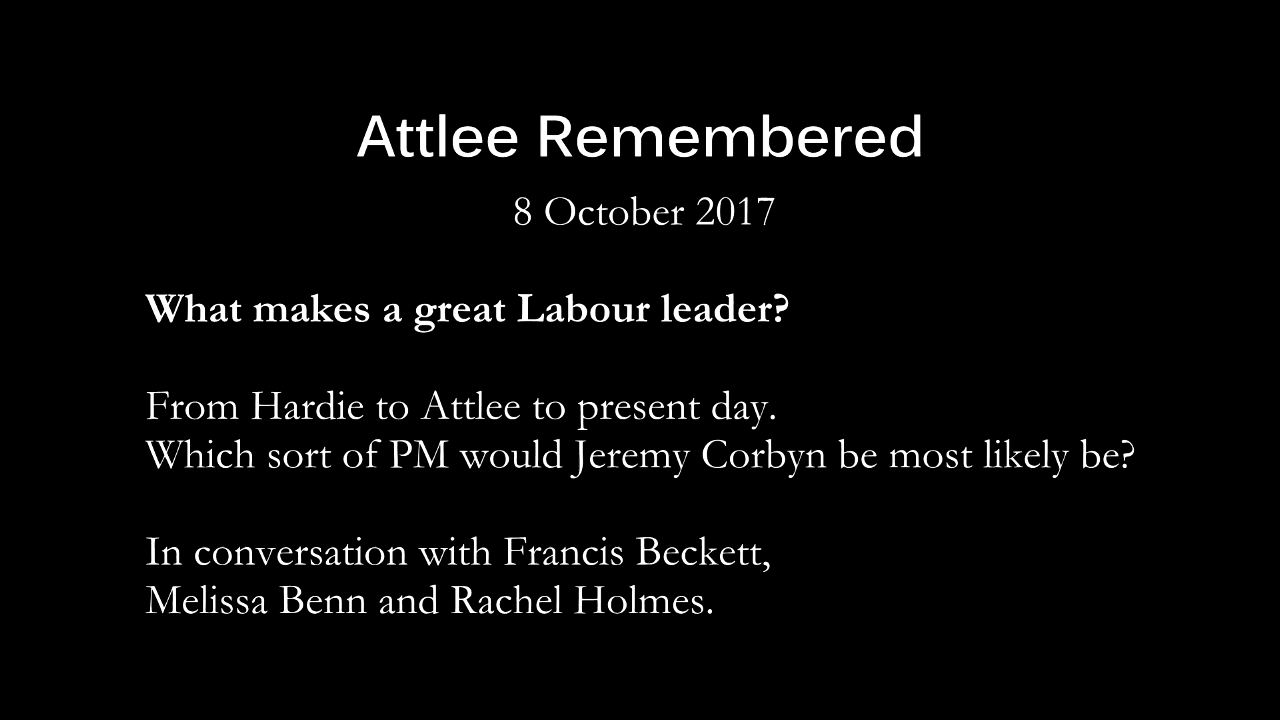 Attlee Remembered
8 October 2017
What makes a great Labour leader?
From Hardie to Attlee to present day.
Which sort of PM would Jeremy Corbyn be most likely be?
In conversation with Francis Beckett,
Melissa Benn and Rachel Holmes.